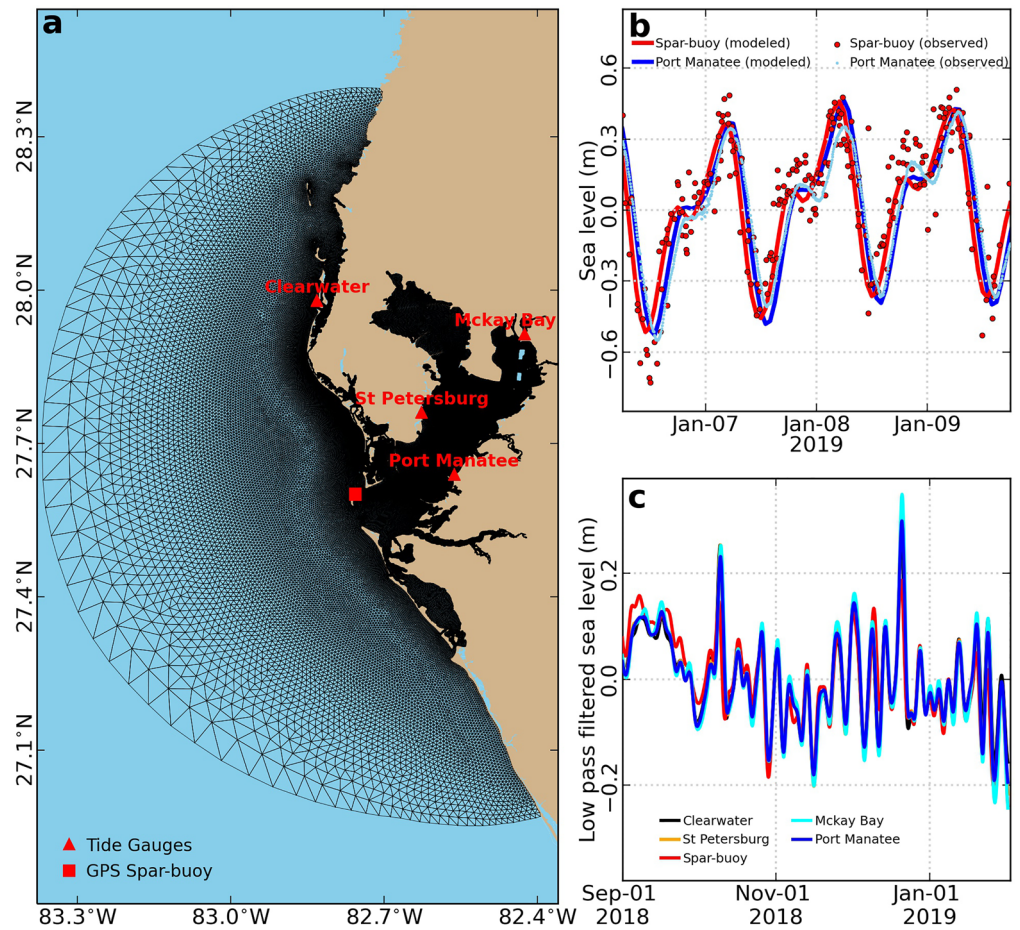 a
28.3°N
28.0°N
27.7°N
27.4°N
27.1°N
Clearwater
Mckay Bay
St Petersburg
Port Manatee
Tide Gauges
GPS Spar-buoy
83.3°W
83.0°W
82.7°W
82.4°W
b
Spar-buoy (modeled)
Port Manatee (modeled)
Spar-buoy (observed)
Port Manatee (observed)
Sea level (m)
0.6
0.3
0.0
−0.3
−0.6
Jan-07
Jan-08
2019
Jan-09
c
Low pass filtered sea level (m)
0.2
0.0
−0.2
Clearwater
St Petersburg
Spar-buoy
Mckay Bay
Port Manatee
Sep-01
2018
Nov-01
2018
Jan-01
2019